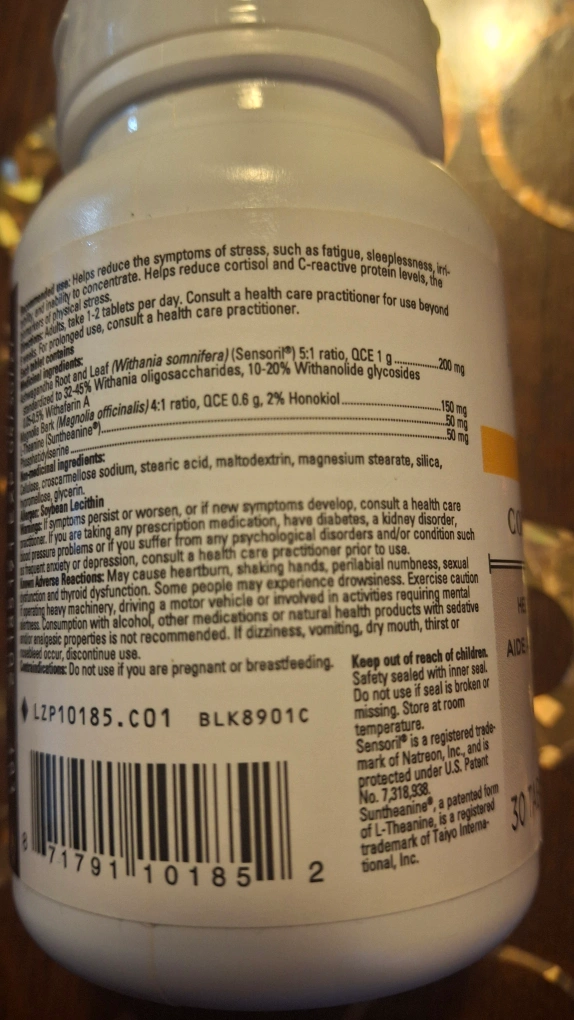 use: Helps reduce the symptoms of stress, such as fatigue, sleeplessness, irri-
and inability to concentrate. Helps reduce cortisol and C-reactive protein levels, the
of physical stress.
Adults, take 1-2 tablets per day. Consult a health care practitioner for use beyond
For prolonged use, consult a health care practitioner.
tablet contains
ingredients:
Root and Leaf (Withania somnifera) (Sensoril®) 5:1 ratio, QCE 1 g 200 mg
to 32-45% Withania oligosaccharides, 10-20% Withanolide glycosides
Withaferin A
Bark (Magnolia officinalis) 4:1 ratio, QCE 0.6 g, 2% Honokiol 150 mg
(Suntheanine®) 50 mg
50 mg
ingredients:
croscarmellose sodium, stearic acid, maltodextrin, magnesium stearate, silica,
glycerin.
Soybean Lecithin
If symptoms persist or worsen, or if new symptoms develop, consult a health care
If you are taking any prescription medication, have diabetes, a kidney disorder,
pressure problems or if you suffer from any psychological disorders and/or condition such
frequent anxiety or depression, consult a health care practitioner prior to use.
Adverse Reactions: May cause heartburn, shaking hands, perilabial numbness, sexual
and thyroid dysfunction. Some people may experience drowsiness. Exercise caution
operating heavy machinery, driving a motor vehicle or involved in activities requiring mental
Consumption with alcohol, other medications or natural health products with sedative
analgesic properties is not recommended. If dizziness, vomiting, dry mouth, thirst or
occur, discontinue use.
Do not use if you are pregnant or breastfeeding.
LZP10185.C01 BLK8901C
8 71791 10185 2
Keep out of reach of children.
Safety sealed with inner seal.
Do not use if seal is broken or
missing. Store at room
temperature.
Sensoril® is a registered trade-
mark of Natreon, Inc., and is
protected under U.S. Patent
No. 7,318,938.
Suntheanine®, a patented form
of L-Theanine, is a registered
trademark of Taiyo Interna-
tional, Inc.
AIDE
30